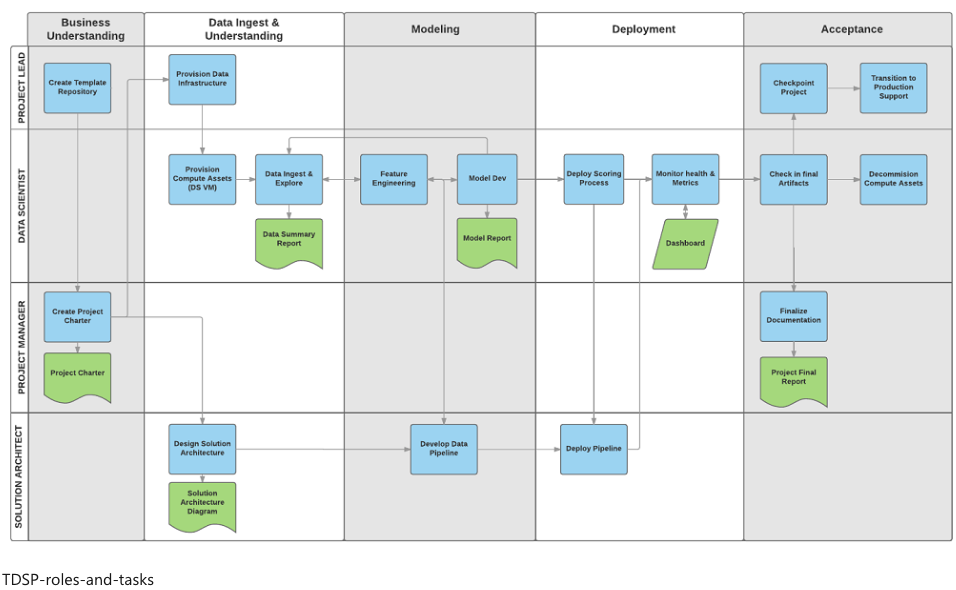 Business
Understanding
Data Ingest &
Understanding
Modeling
Deployment
Acceptance
PROJECT LEAD
Create Template
Repository
Provision Data
Infrastructure
Checkpoint
Project
Transition to
Production
Support
DATA SCIENTIST
Provision
Compute Assets
(DS VM)
Data Ingest &
Explore
Feature
Engineering
Model Dev
Deploy Scoring
Process
Monitor health &
Metrics
Check in final
Artifacts
Decommision
Compute Assets
Data Summary
Report
Model Report
Dashboard
PROJECT MANAGER
Create Project
Charter
Project Charter
Finalize
Documentation
Project Final
Report
SOLUTION ARCHITECT
Design Solution
Architecture
Develop Data
Pipeline
Deploy Pipeline
Solution
Architecture
Diagram
TDSP-roles-and-tasks